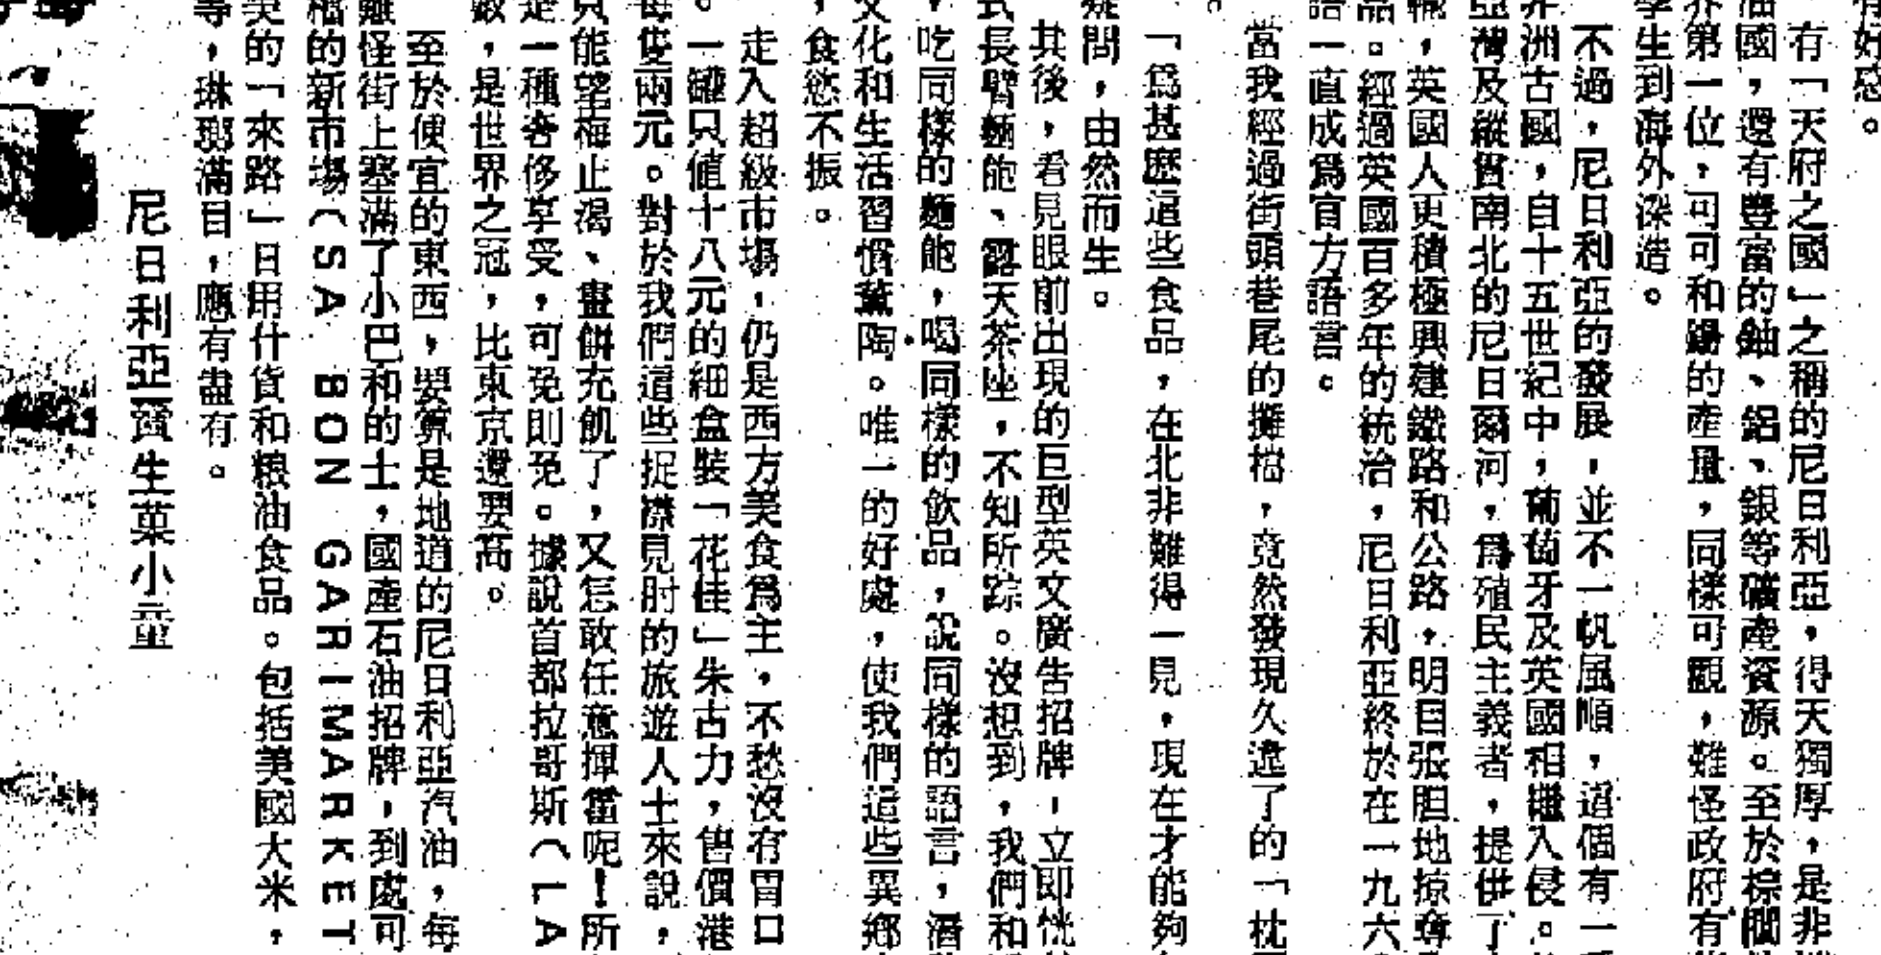 有好惡。
有「天府之國」之稱的尼日利亞，得天獨厚，是非
油國，還有豐富的鈾、鋁、銀等礦產資源。至於棕櫚
界第一位，可可和錫的產量，同樣可觀，難怪政府有
學生到海外深造。
不過，尼日利亞的發展，並不一帆風順，這個有一
非洲古國，自十五世紀中，葡萄牙及英國相繼入侵。
亞灣及縱貫南北的尼日爾河，爲殖民主義者，提供了
輸，英國人更積極興建鐵路和公路，明目張胆地掠奪
品。經過英國百多年的統治，尼日利亞終於在一九六
語一直成爲官方語言。
當我經過街頭巷尾的攤檔，竟然發現久違了的「枕
「爲甚麽這些食品，在北非難得一見，現在才能夠
疑問，由然而生。
其後，看見眼前出現的巨型英文廣告招牌，立即恍
式長臂麵飽、露天茶座，不知所踪。沒想到，我們和
，吃同樣的麵飽，喝同樣的飲品，說同樣的語言，
文化和生活習慣薰陶。唯一的好處，使我們這些異鄉
，食慾不振。
走入超級市場，仍是西方美食爲主，不愁沒有胃口
。一罐只值十八元的細盒裝「花佳」朱古力，售價港
每隻兩元。對於我們這些捉襟見肘的旅遊人士來說，
只能望梅止渴、畫餅充飢了，又怎敢任意揮霍呢！所
是一種奢侈享受，可免則免。據說首都拉哥斯（LA
數，是世界之冠，比東京還要高。
至於便宜的東西，要算是地道的尼日利亞汽油，每
難怪街上塞滿了小巴和的士，國產石油招牌，到處可
檔的新市場（SA BON GARIMARKET
美的「來路」日用什貨和粮油食品。包括美國大米，
等，琳瑯滿目，應有盡有。
尼日利亞賣生菓小童